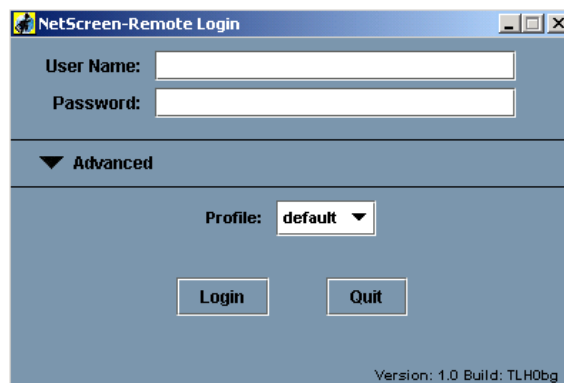 NetScreen-Remote Login
User Name:
Password:
Advanced
Profile: default
Login Quit
Version: 1.0 Build: TLH0bg